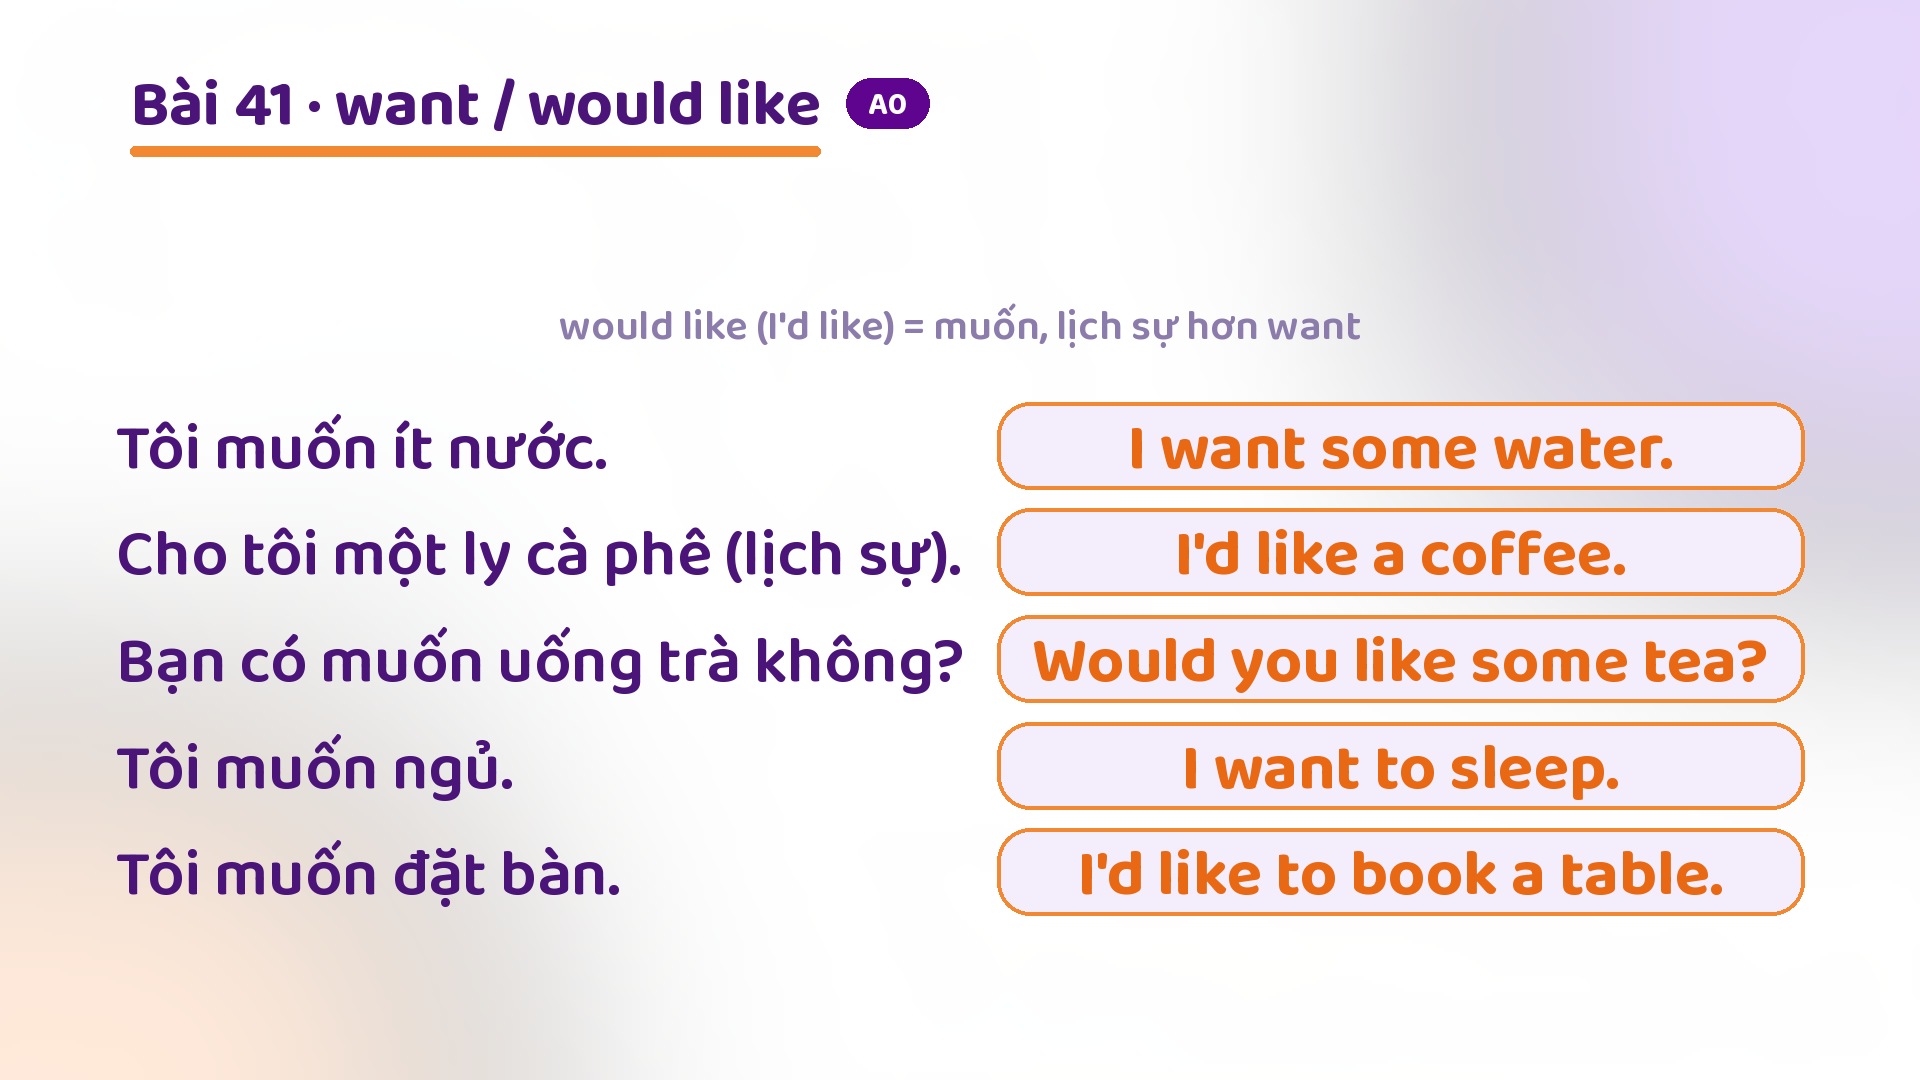 Bài 41 · want / would like A0
would like (I'd like) = muốn, lịch sự hơn want
Tôi muốn ít nước. I want some water.
Cho tôi một ly cà phê (lịch sự). I'd like a coffee.
Bạn có muốn uống trà không? Would you like some tea?
Tôi muốn ngủ. I want to sleep.
Tôi muốn đặt bàn. I'd like to book a table.